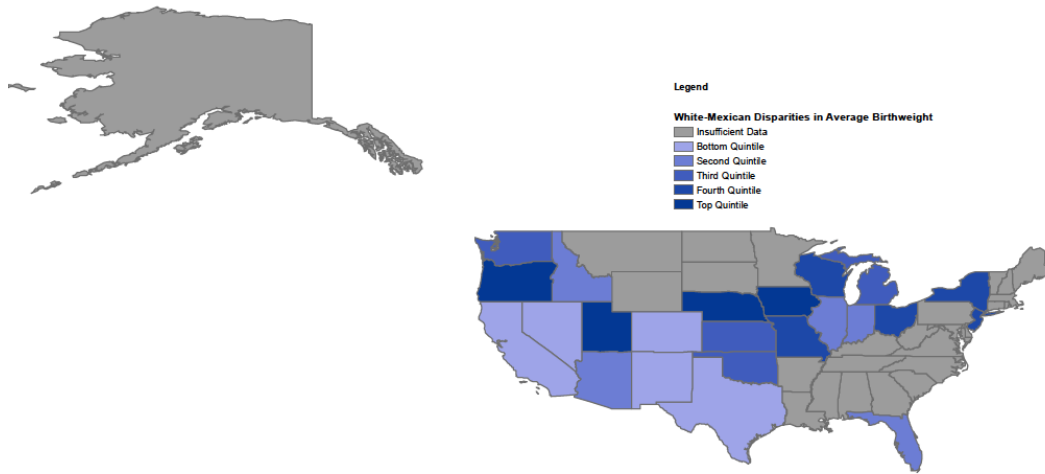 Legend
White-Mexican Disparities in Average Birthweight
Insufficient Data
Bottom Quintile
Second Quintile
Third Quintile
Fourth Quintile
Top Quintile